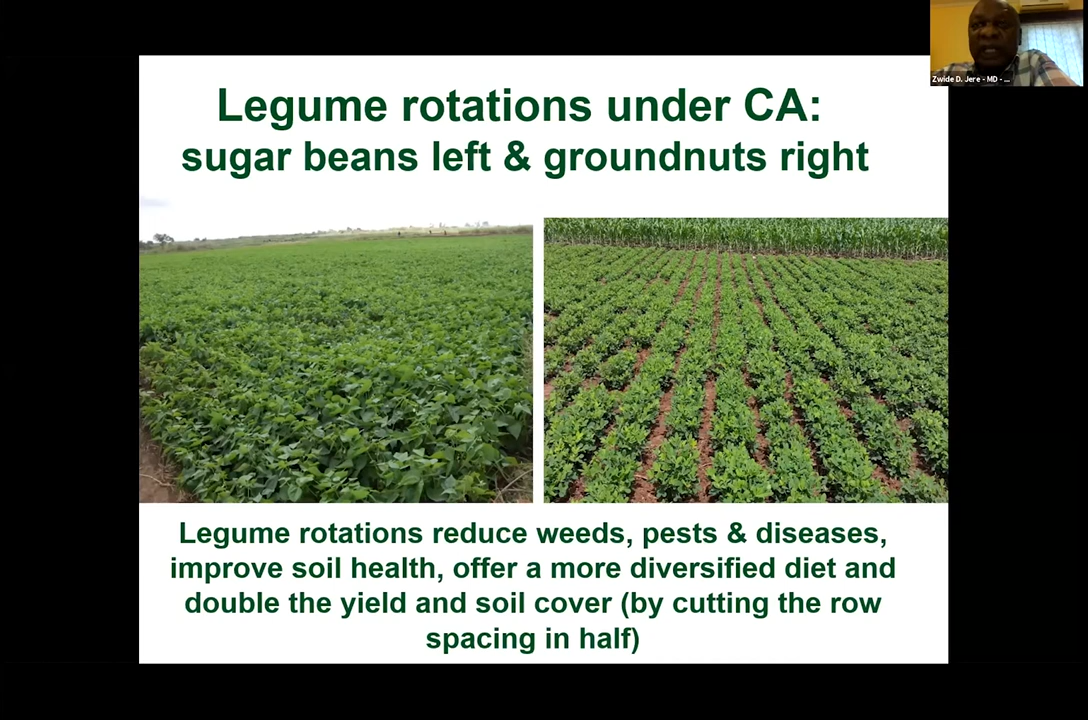 Zwide D. Jere - MD - ...
Legume rotations under CA:
sugar beans left & groundnuts right
Legume rotations reduce weeds, pests & diseases,
improve soil health, offer a more diversified diet and
double the yield and soil cover (by cutting the row
spacing in half)